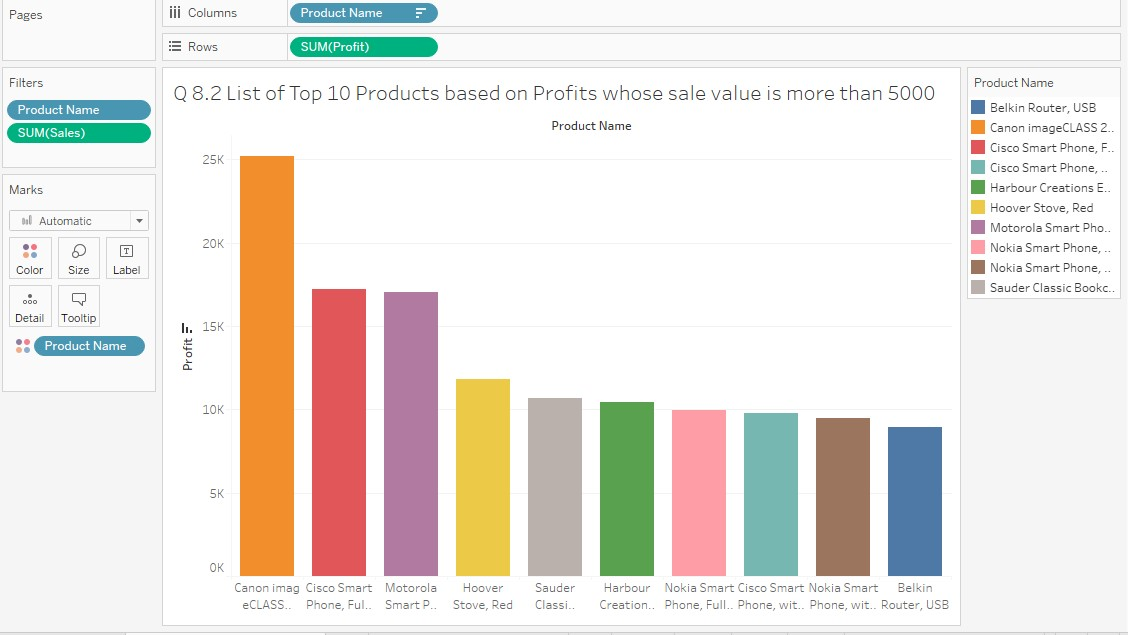 Pages
Columns
Product Name
Rows
SUM(Profit)
Filters
Product Name
SUM(Sales)
Marks
Automatic
Color
Size
Label
Detail
Tooltip
Product Name
Q 8.2 List of Top 10 Products based on Profits whose sale value is more than 5000
Product Name
Profit
25K
20K
15K
10K
5K
0K
Canon imag
eCLASS..
Cisco Smart
Phone, Ful..
Motorola
Smart P..
Hoover
Stove, Red
Sauder
Classi..
Harbour
Creation..
Nokia Smart
Phone, Full..
Cisco Smart
Phone, wit..
Nokia Smart
Phone, wit..
Belkin
Router, USB
Product Name
Belkin Router, USB
Canon imageCLASS 2..
Cisco Smart Phone, F..
Cisco Smart Phone, ..
Harbour Creations E..
Hoover Stove, Red
Motorola Smart Pho..
Nokia Smart Phone, ..
Nokia Smart Phone, ..
Sauder Classic Bookc..